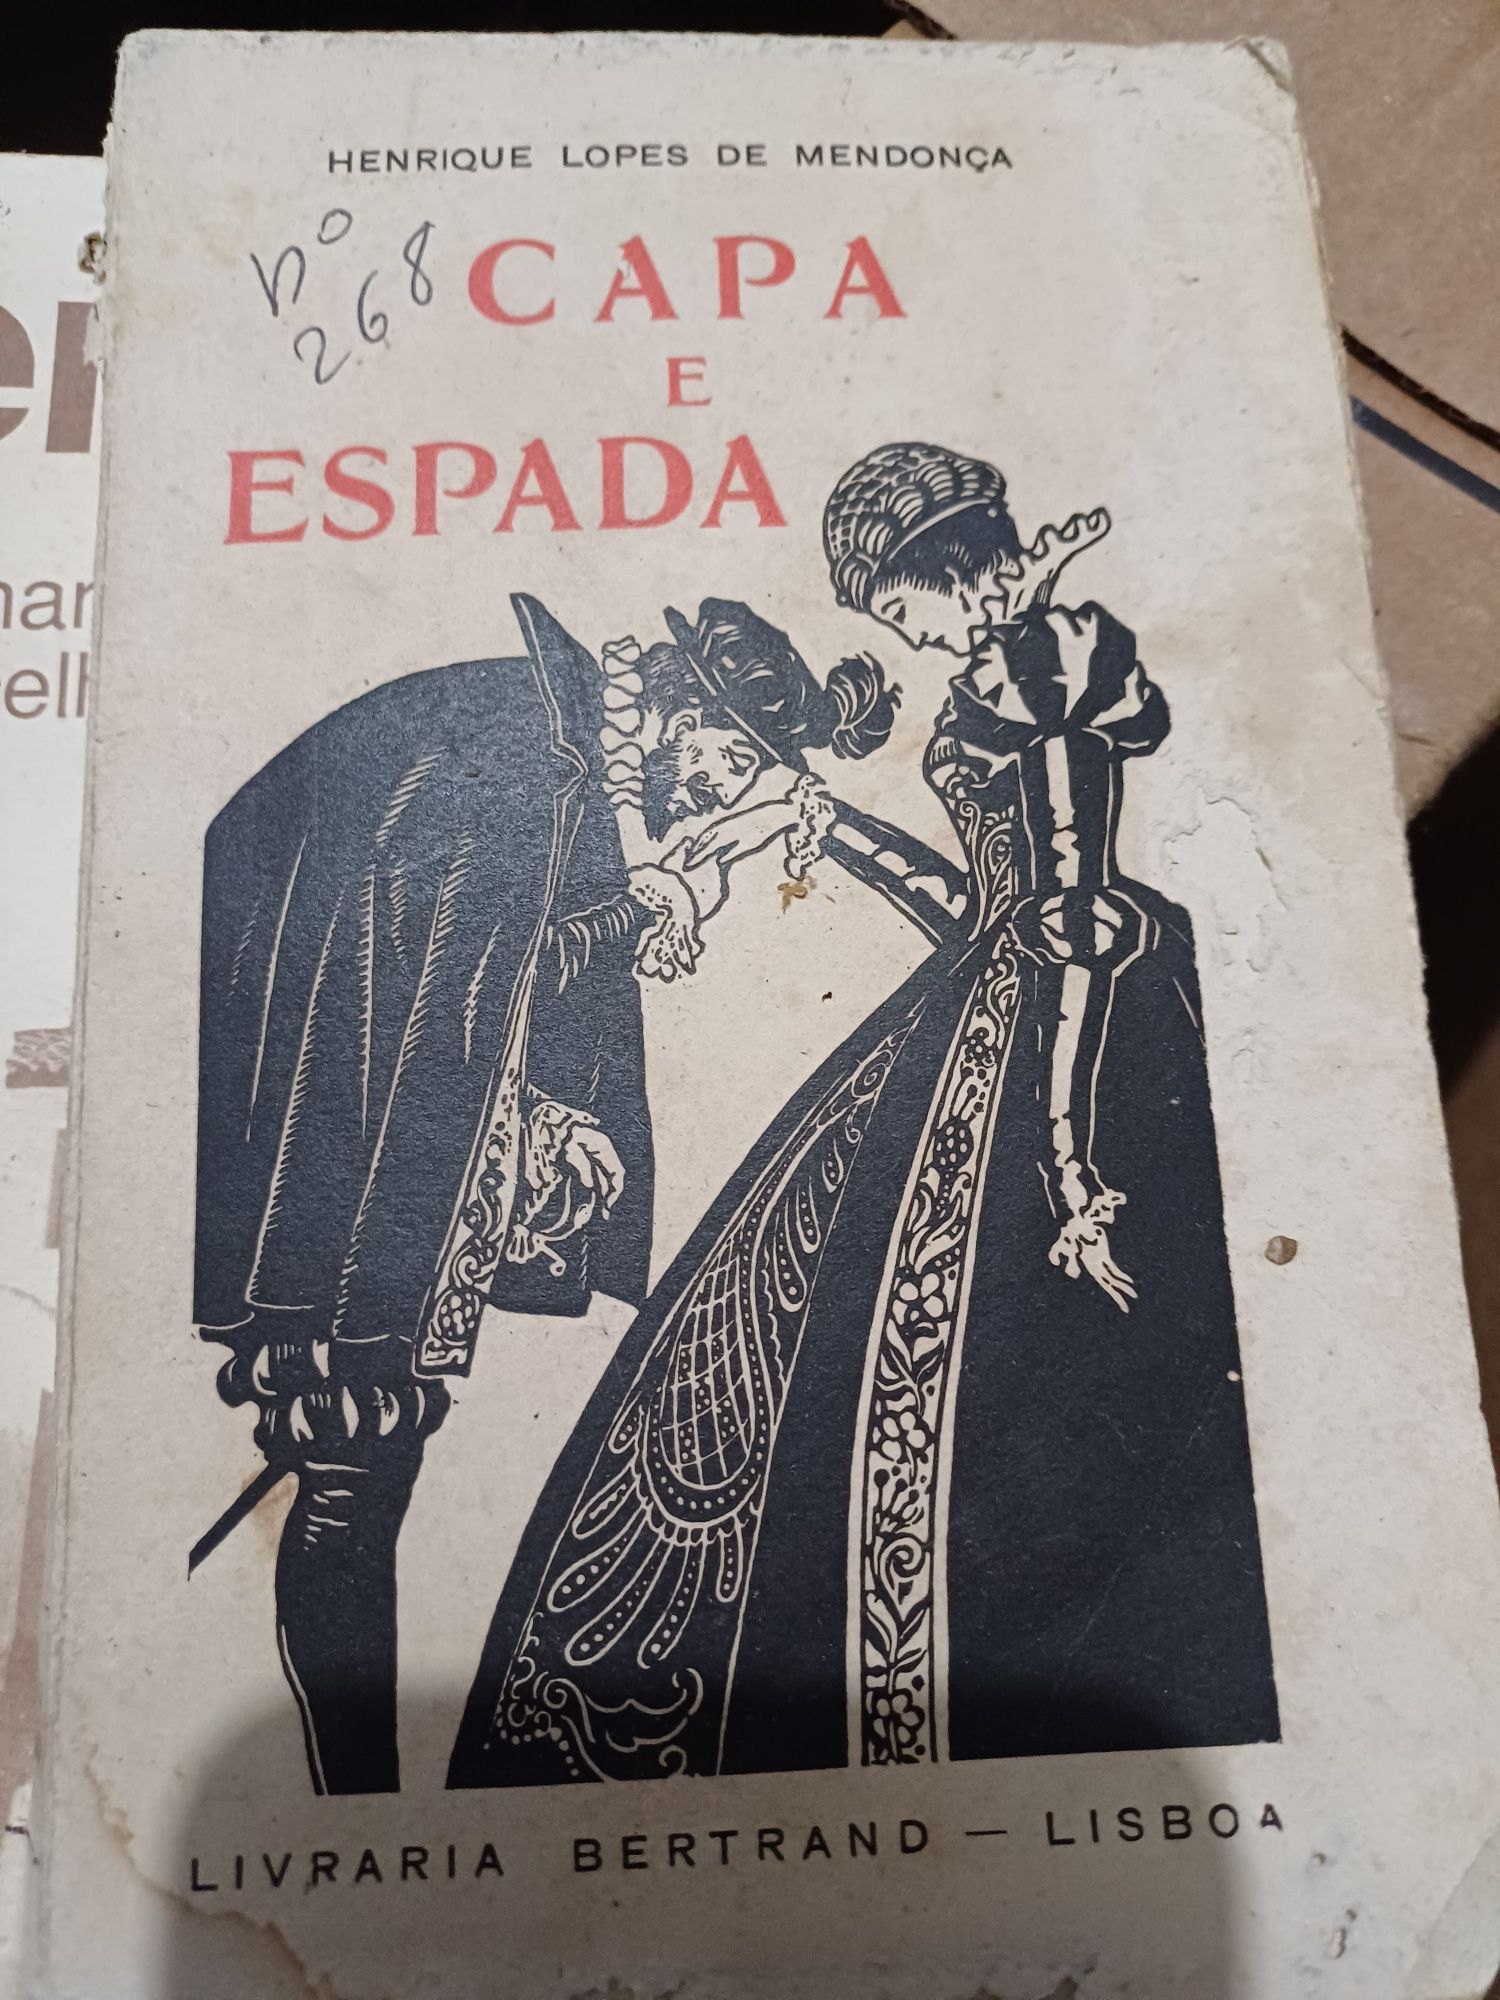 HENRIQUE LOPES DE MENDONÇA
nº
268
CAPA
E
ESPADA
LIVRARIA BERTRAND — LISBOA